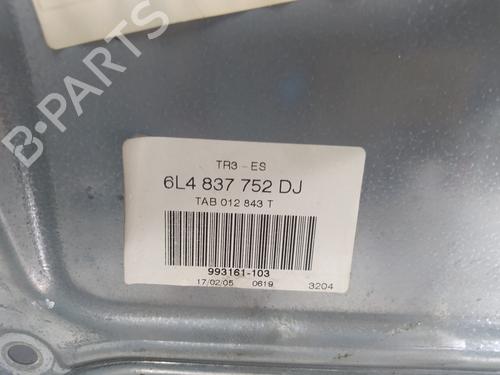 B-PARTS
TR3 - ES
6L4 837 752 DJ
TAB 012 843 T
993161-103
17/02/05 0619 3204